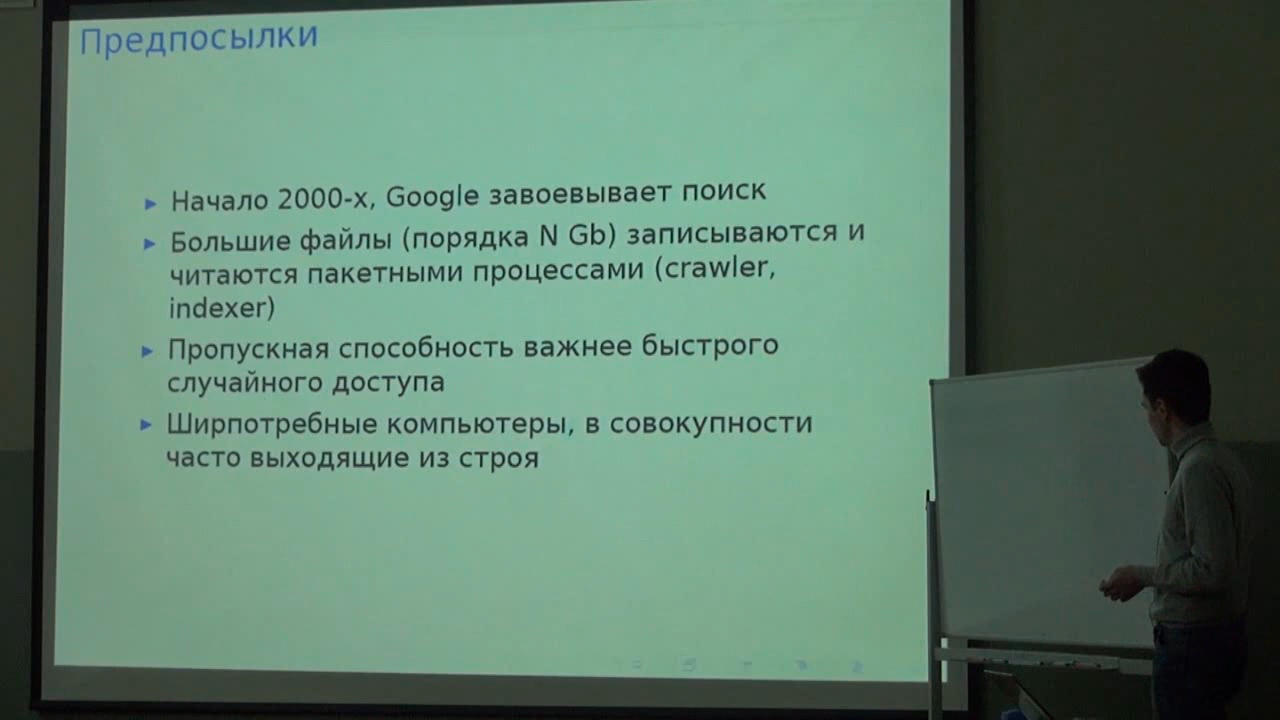 Предпосылки
Начало 2000-х, Google завоевывает поиск
Большие файлы (порядка N Gb) записываются и
читаются пакетными процессами (crawler,
indexer)
Пропускная способность важнее быстрого
случайного доступа
Ширпотребные компьютеры, в совокупности
часто выходящие из строя